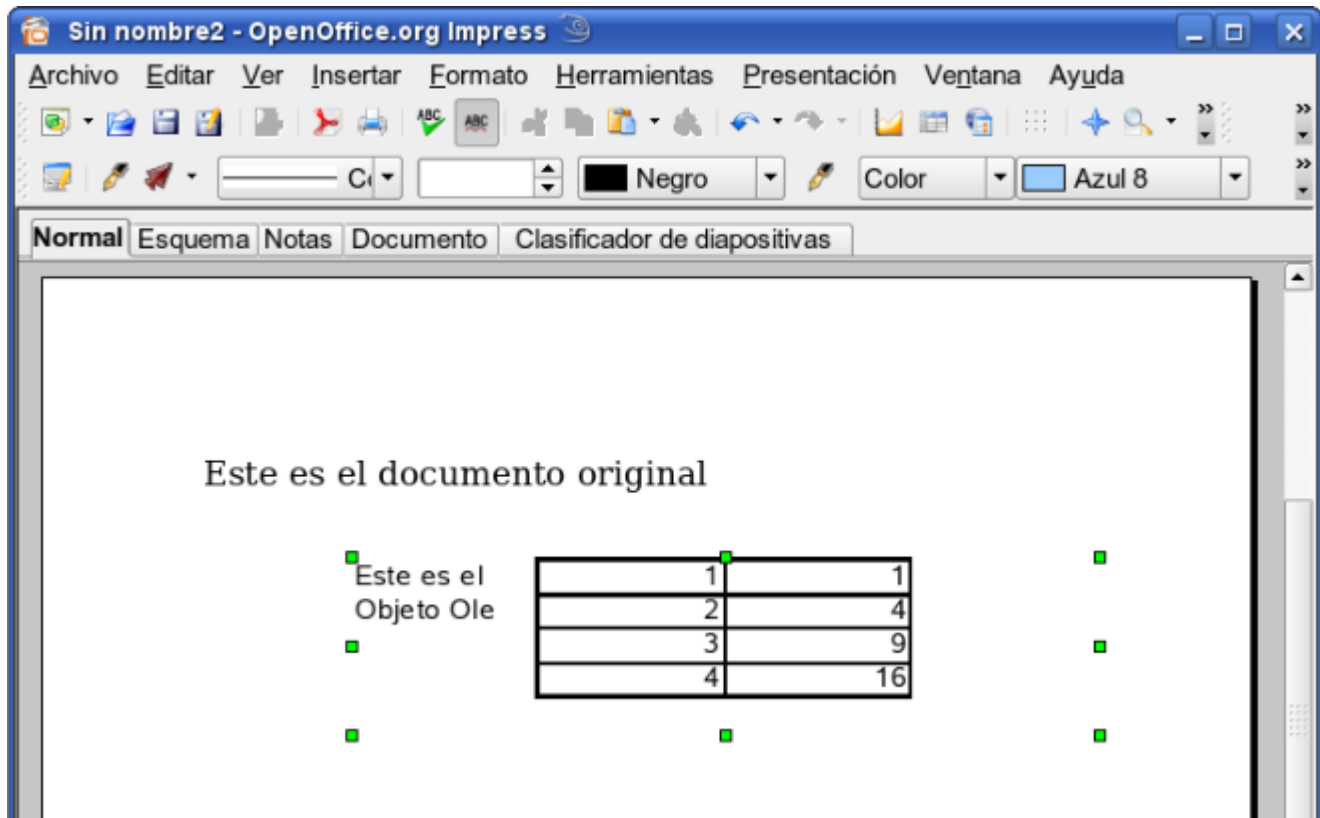 Sin nombre2 - OpenOffice.org Impress
Archivo Editar Ver Insertar Formato Herramientas Presentación Ventana Ayuda
ABC ABC
Negro Color Azul 8
Normal Esquema Notas Documento Clasificador de diapositivas
Este es el documento original
Este es el 1 1
Objeto Ole 2 4
3 9
4 16